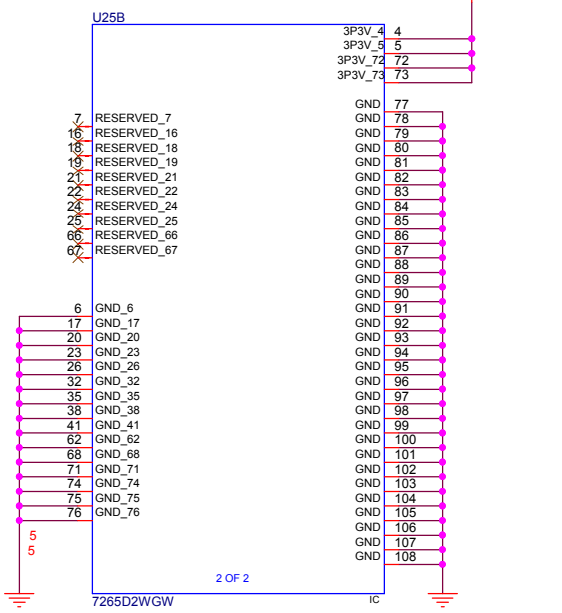 U25B
3P3V_4 4
3P3V_5 5
3P3V_72 72
3P3V_73 73
GND 77
7 RESERVED_7 GND 78
16 RESERVED_16 GND 79
18 RESERVED_18 GND 80
19 RESERVED_19 GND 81
21 RESERVED_21 GND 82
22 RESERVED_22 GND 83
24 RESERVED_24 GND 84
25 RESERVED_25 GND 85
66 RESERVED_66 GND 86
67 RESERVED_67 GND 87
GND 88
GND 89
GND 90
6 GND_6 GND 91
17 GND_17 GND 92
20 GND_20 GND 93
23 GND_23 GND 94
26 GND_26 GND 95
32 GND_32 GND 96
35 GND_35 GND 97
38 GND_38 GND 98
41 GND_41 GND 99
62 GND_62 GND 100
68 GND_68 GND 101
71 GND_71 GND 102
74 GND_74 GND 103
75 GND_75 GND 104
76 GND_76 GND 105
GND 106
5 GND 107
5 GND 108
2 OF 2
7265D2WGW IC